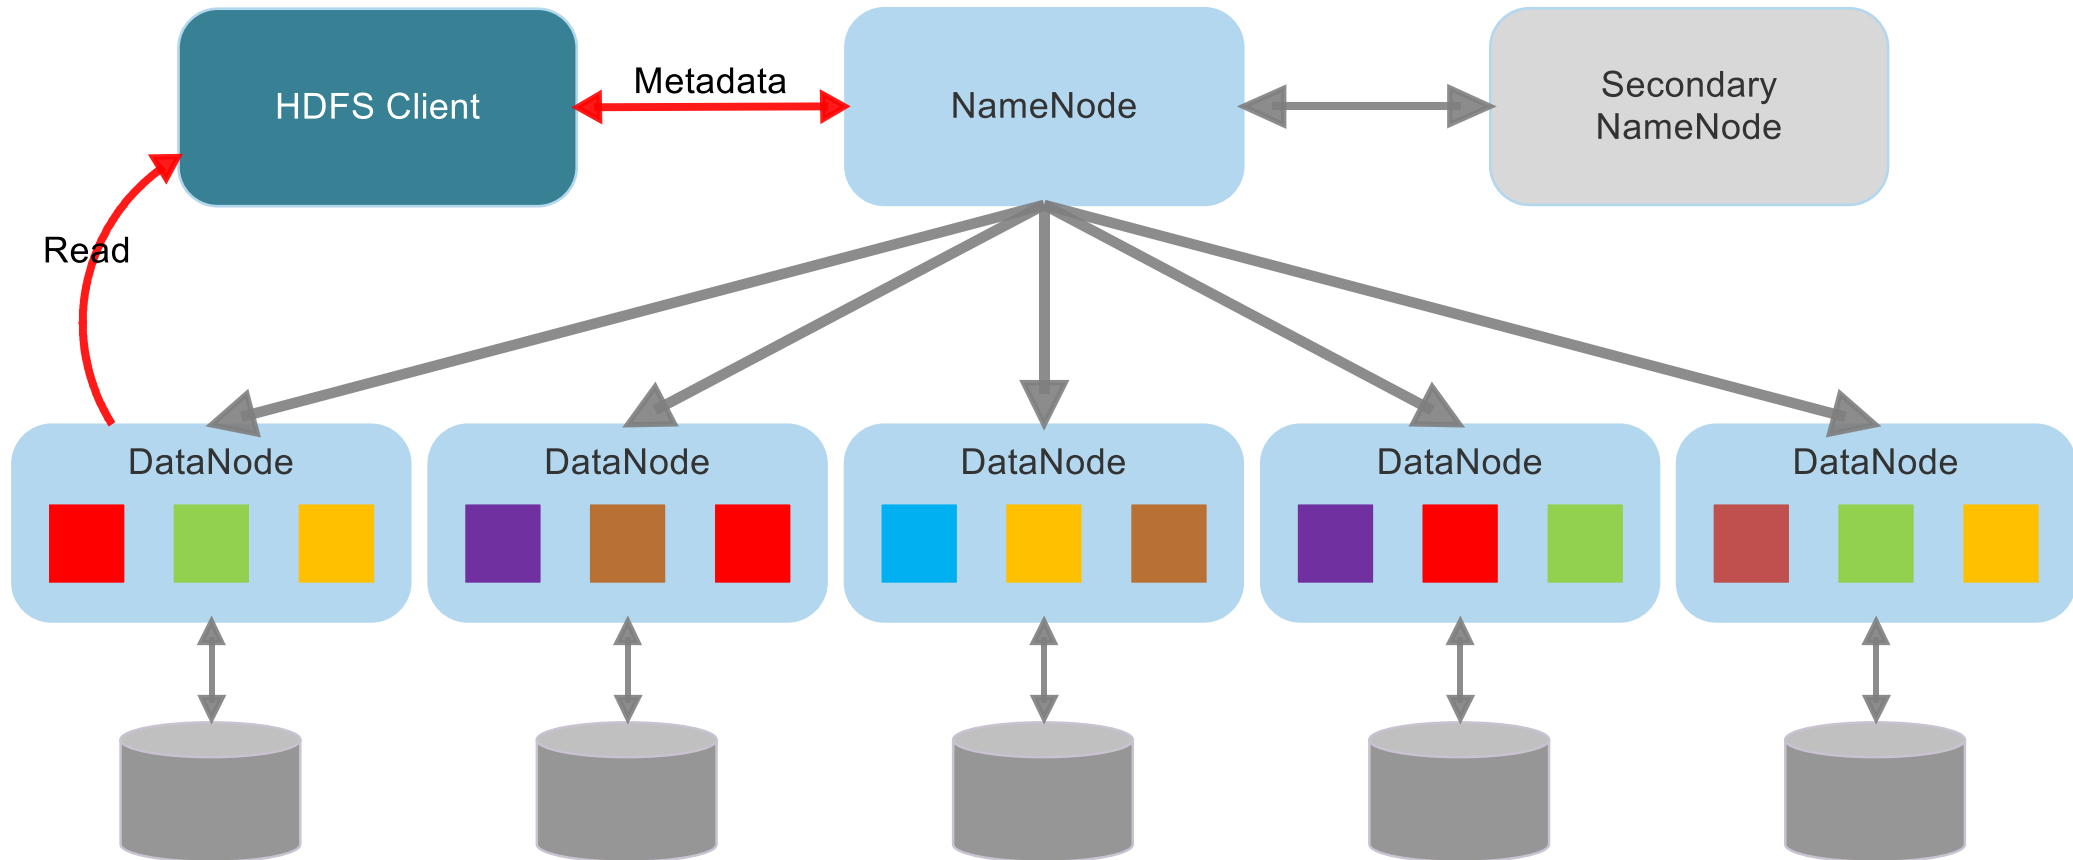 HDFS Client
Metadata
NameNode
Secondary
NameNode
Read
DataNode
DataNode
DataNode
DataNode
DataNode